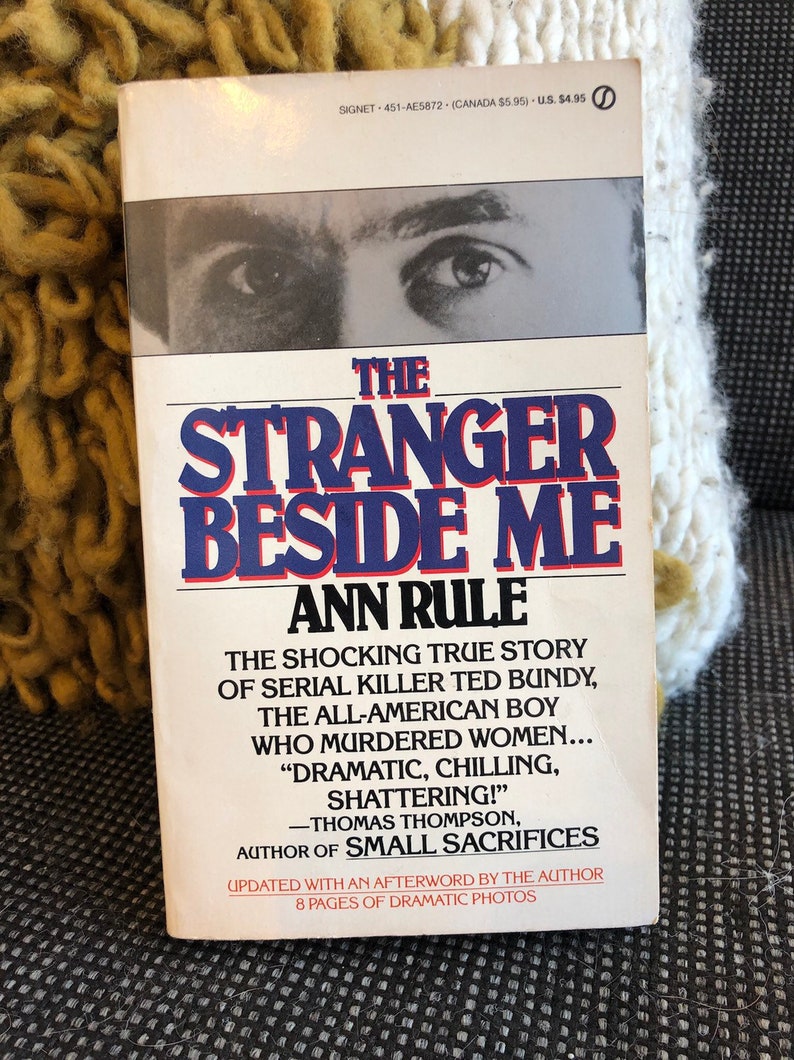 SIGNET · 451-AE5872 · (CANADA $5.95) · U.S. $4.95
THE
STRANGER
BESIDE ME
ANN RULE
THE SHOCKING TRUE STORY
OF SERIAL KILLER TED BUNDY,
THE ALL-AMERICAN BOY
WHO MURDERED WOMEN...
“DRAMATIC, CHILLING,
SHATTERING!”
—THOMAS THOMPSON,
AUTHOR OF SMALL SACRIFICES
UPDATED WITH AN AFTERWORD BY THE AUTHOR
8 PAGES OF DRAMATIC PHOTOS